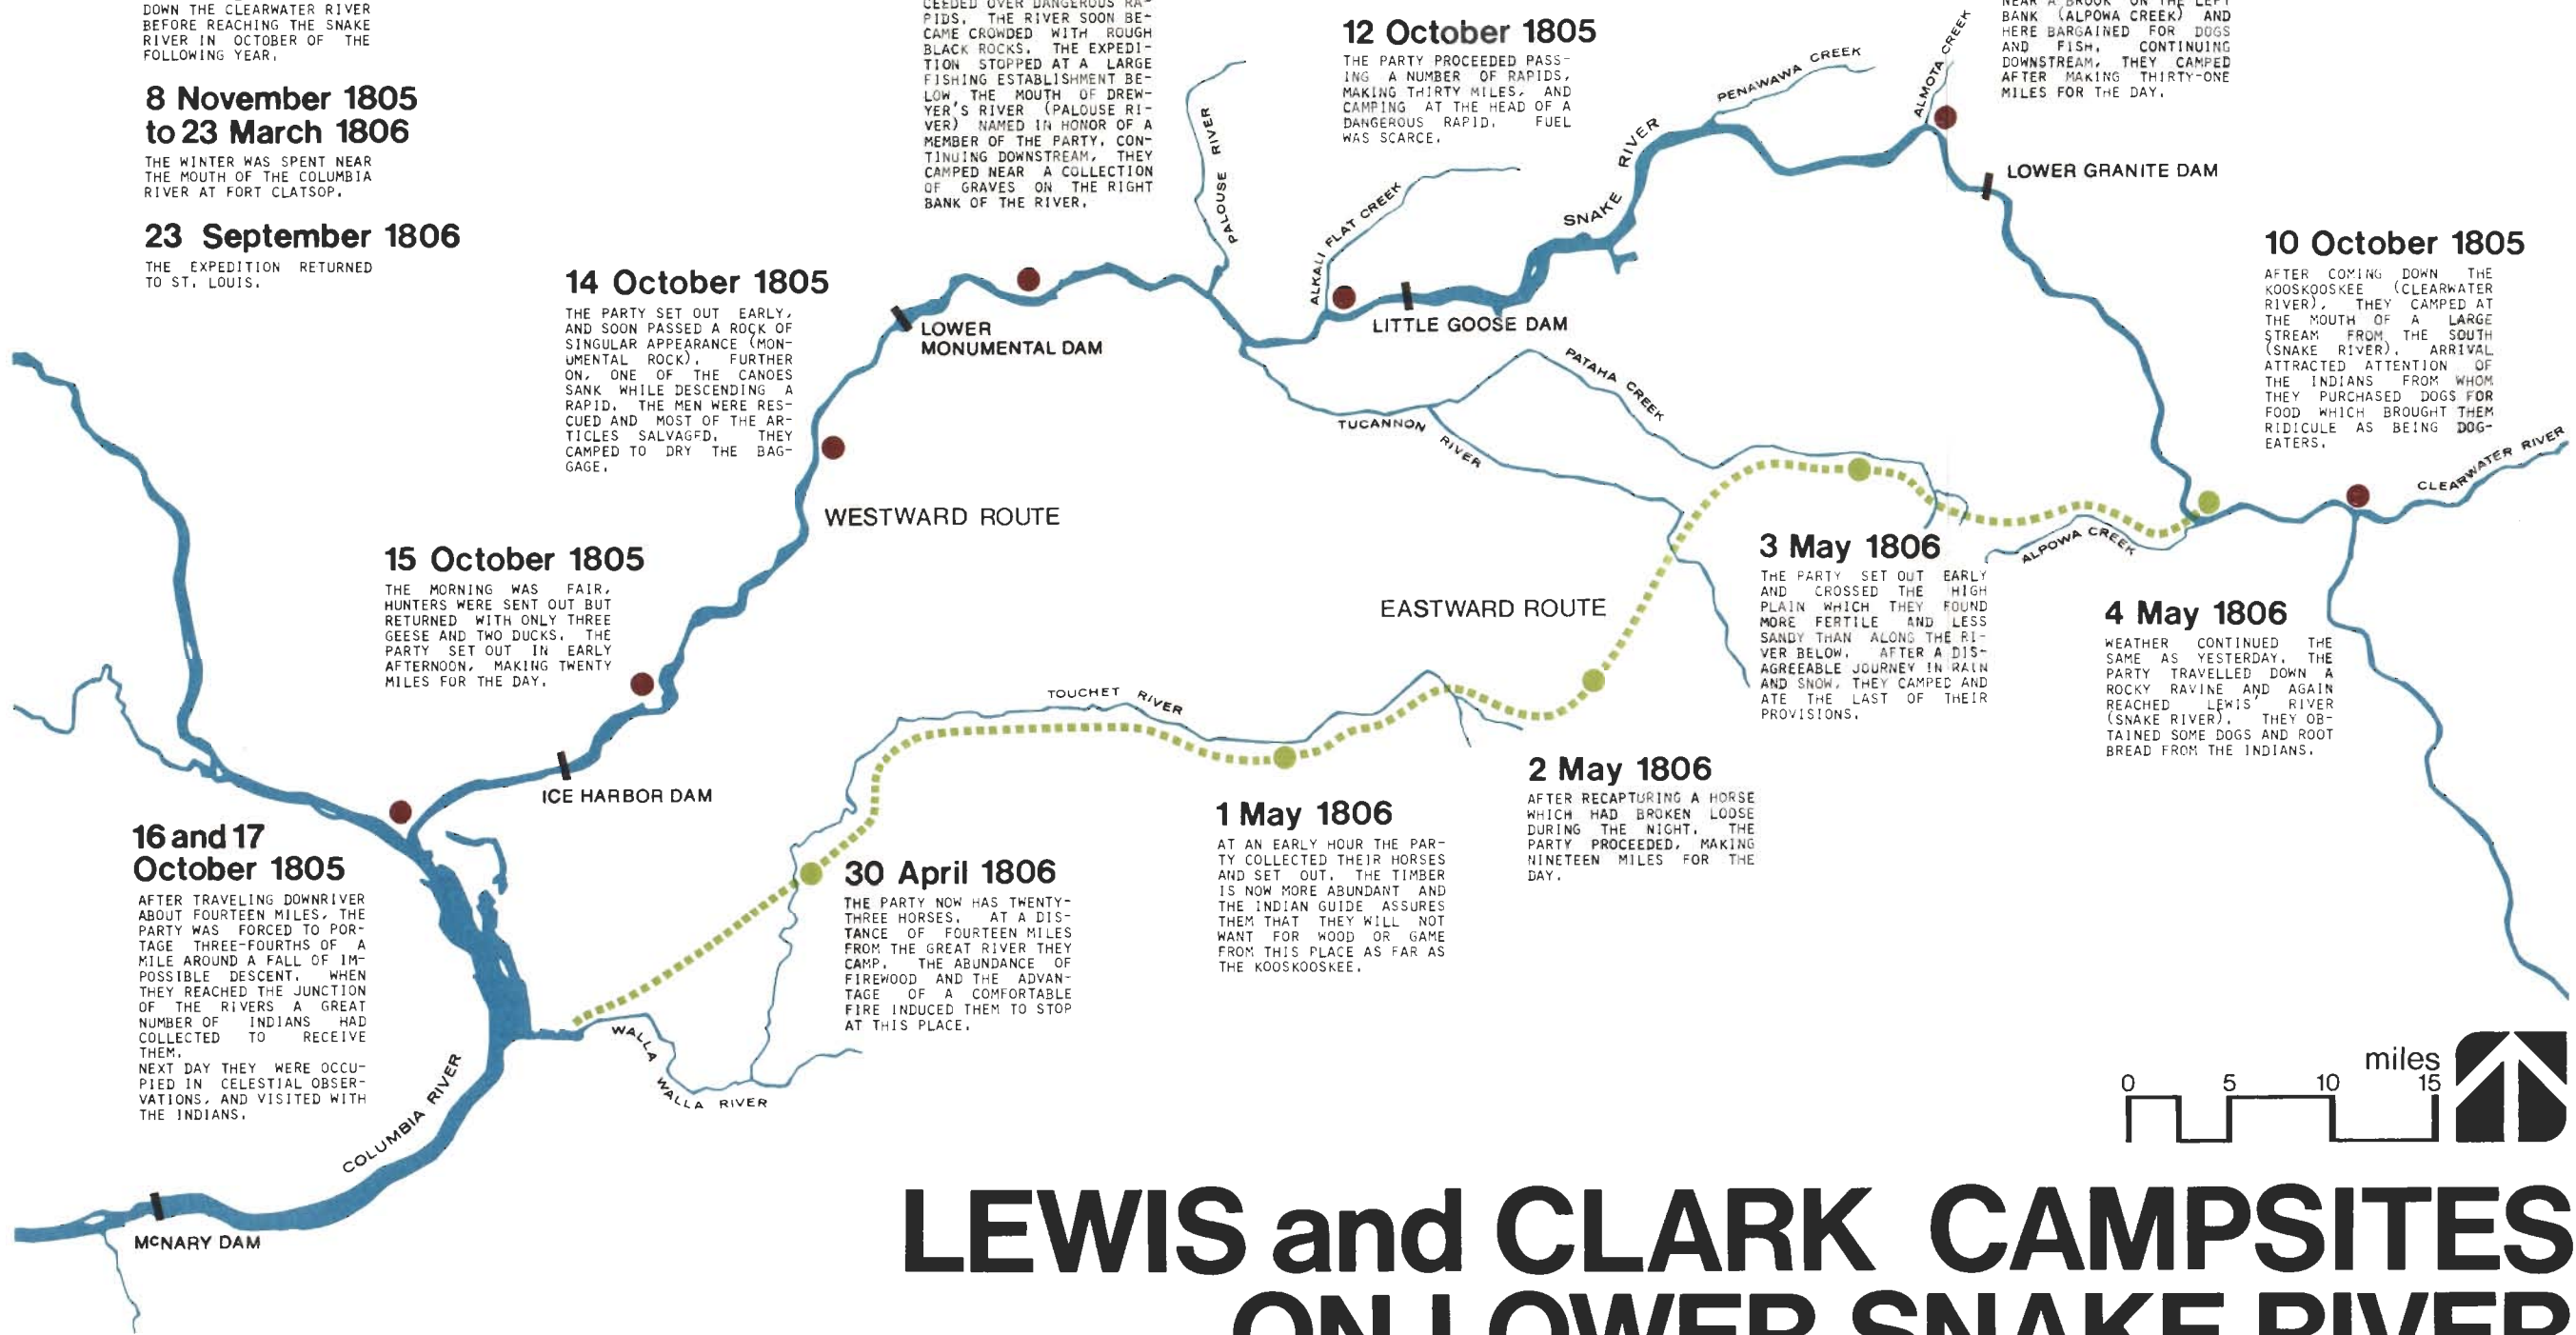 DOWN THE CLEARWATER RIVER
BEFORE REACHING THE SNAKE
RIVER IN OCTOBER OF THE
FOLLOWING YEAR.
8 November 1805
to 23 March 1806
THE WINTER WAS SPENT NEAR
THE MOUTH OF THE COLUMBIA
RIVER AT FORT CLATSOP.
23 September 1806
THE EXPEDITION RETURNED
TO ST. LOUIS.
CEEDED OVER DANGEROUS RA-
PIDS. THE RIVER SOON BE-
CAME CROWDED WITH ROUGH
BLACK ROCKS. THE EXPEDI-
TION STOPPED AT A LARGE
FISHING ESTABLISHMENT BE-
LOW THE MOUTH OF DREW-
YER'S RIVER (PALOUSE RI-
VER) NAMED IN HONOR OF A
MEMBER OF THE PARTY. CON-
TINUING DOWNSTREAM, THEY
CAMPED NEAR A COLLECTION
OF GRAVES ON THE RIGHT
BANK OF THE RIVER.
12 October 1805
THE PARTY PROCEEDED PASS-
ING A NUMBER OF RAPIDS,
MAKING THIRTY MILES, AND
CAMPING AT THE HEAD OF A
DANGEROUS RAPID. FUEL
WAS SCARCE.
NEAR A BROOK ON THE LEFT
BANK (ALPOWA CREEK) AND
HERE BARGAINED FOR DOGS
AND FISH. CONTINUING
DOWNSTREAM, THEY CAMPED
AFTER MAKING THIRTY-ONE
MILES FOR THE DAY.
PALOUSE RIVER
ALKALI FLAT CREEK
SNAKE RIVER
PENAWAWA CREEK
ALMOTA CREEK
LOWER GRANITE DAM
LITTLE GOOSE DAM
LOWER
MONUMENTAL DAM
14 October 1805
THE PARTY SET OUT EARLY,
AND SOON PASSED A ROCK OF
SINGULAR APPEARANCE (MON-
UMENTAL ROCK). FURTHER
ON, ONE OF THE CANOES
SANK WHILE DESCENDING A
RAPID. THE MEN WERE RES-
CUED AND MOST OF THE AR-
TICLES SALVAGED. THEY
CAMPED TO DRY THE BAG-
GAGE.
10 October 1805
AFTER COMING DOWN THE
KOOSKOOSKEE (CLEARWATER
RIVER), THEY CAMPED AT
THE MOUTH OF A LARGE
STREAM FROM THE SOUTH
(SNAKE RIVER). ARRIVAL
ATTRACTED ATTENTION OF
THE INDIANS FROM WHOM
THEY PURCHASED DOGS FOR
FOOD WHICH BROUGHT THEM
RIDICULE AS BEING DOG-
EATERS.
PATAHA CREEK
TUCANNON RIVER
CLEARWATER RIVER
ALPOWA CREEK
WESTWARD ROUTE
15 October 1805
THE MORNING WAS FAIR,
HUNTERS WERE SENT OUT BUT
RETURNED WITH ONLY THREE
GEESE AND TWO DUCKS. THE
PARTY SET OUT IN EARLY
AFTERNOON, MAKING TWENTY
MILES FOR THE DAY.
EASTWARD ROUTE
3 May 1806
THE PARTY SET OUT EARLY
AND CROSSED THE HIGH
PLAIN WHICH THEY FOUND
MORE FERTILE AND LESS
SANDY THAN ALONG THE RI-
VER BELOW. AFTER A DIS-
AGREEABLE JOURNEY IN RAIN
AND SNOW, THEY CAMPED AND
ATE THE LAST OF THEIR
PROVISIONS.
4 May 1806
WEATHER CONTINUED THE
SAME AS YESTERDAY. THE
PARTY TRAVELLED DOWN A
ROCKY RAVINE AND AGAIN
REACHED LEWIS' RIVER
(SNAKE RIVER). THEY OB-
TAINED SOME DOGS AND ROOT
BREAD FROM THE INDIANS.
TOUCHET RIVER
ICE HARBOR DAM
2 May 1806
AFTER RECAPTURING A HORSE
WHICH HAD BROKEN LOOSE
DURING THE NIGHT, THE
PARTY PROCEEDED, MAKING
NINETEEN MILES FOR THE
DAY.
1 May 1806
AT AN EARLY HOUR THE PAR-
TY COLLECTED THEIR HORSES
AND SET OUT. THE TIMBER
IS NOW MORE ABUNDANT AND
THE INDIAN GUIDE ASSURES
THEM THAT THEY WILL NOT
WANT FOR WOOD OR GAME
FROM THIS PLACE AS FAR AS
THE KOOSKOOSKEE.
16 and 17
October 1805
AFTER TRAVELING DOWNRIVER
ABOUT FOURTEEN MILES, THE
PARTY WAS FORCED TO POR-
TAGE THREE-FOURTHS OF A
MILE AROUND A FALL OF IM-
POSSIBLE DESCENT. WHEN
THEY REACHED THE JUNCTION
OF THE RIVERS A GREAT
NUMBER OF INDIANS HAD
COLLECTED TO RECEIVE
THEM.
NEXT DAY THEY WERE OCCU-
PIED IN CELESTIAL OBSER-
VATIONS, AND VISITED WITH
THE INDIANS.
30 April 1806
THE PARTY NOW HAS TWENTY-
THREE HORSES. AT A DIS-
TANCE OF FOURTEEN MILES
FROM THE GREAT RIVER THEY
CAMP. THE ABUNDANCE OF
FIREWOOD AND THE ADVAN-
TAGE OF A COMFORTABLE
FIRE INDUCED THEM TO STOP
AT THIS PLACE.
WALLA WALLA RIVER
COLUMBIA RIVER
MCNARY DAM
miles
0 5 10 15
LEWIS and CLARK CAMPSITES
ON LOWER SNAKE RIVER